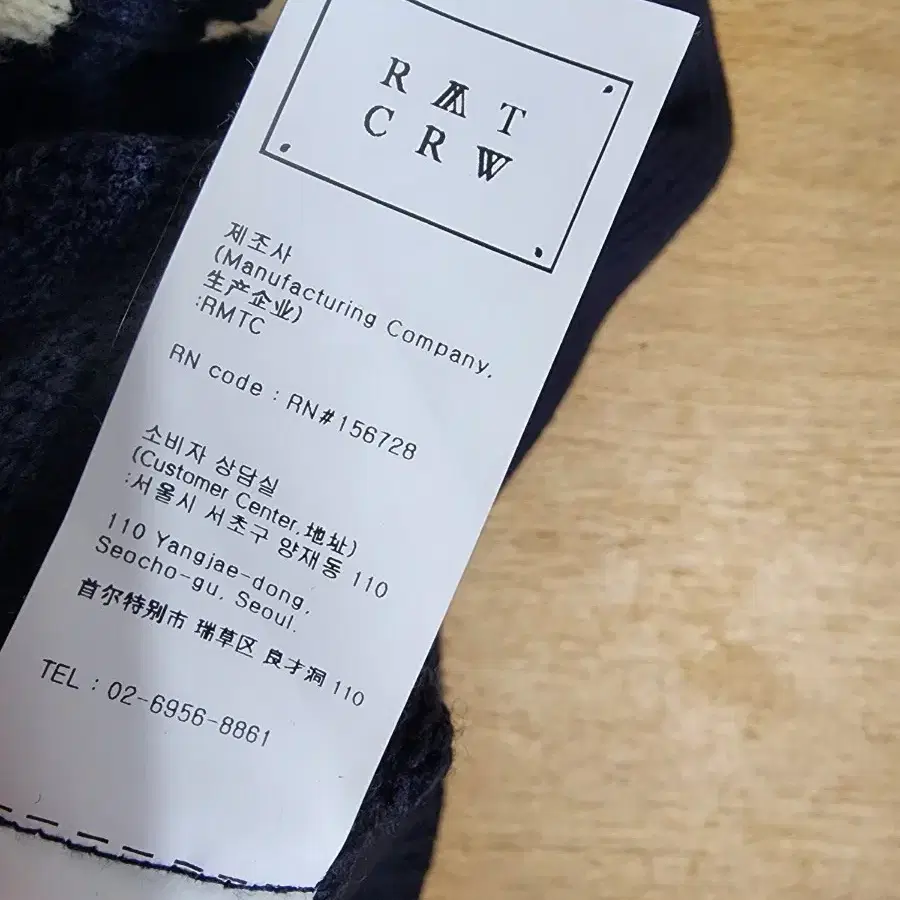 R M T
C R W
제조사
(Manufacturing Company,
生产企业)
:RMTC
RN code : RN#156728
소비자 상담실
(Customer Center,地址)
:서울시 서초구 양재동 110
110 Yangjae-dong,
Seocho-gu, Seoul.
首尔特别市 瑞草区 良才洞 110
TEL : 02-6956-8861